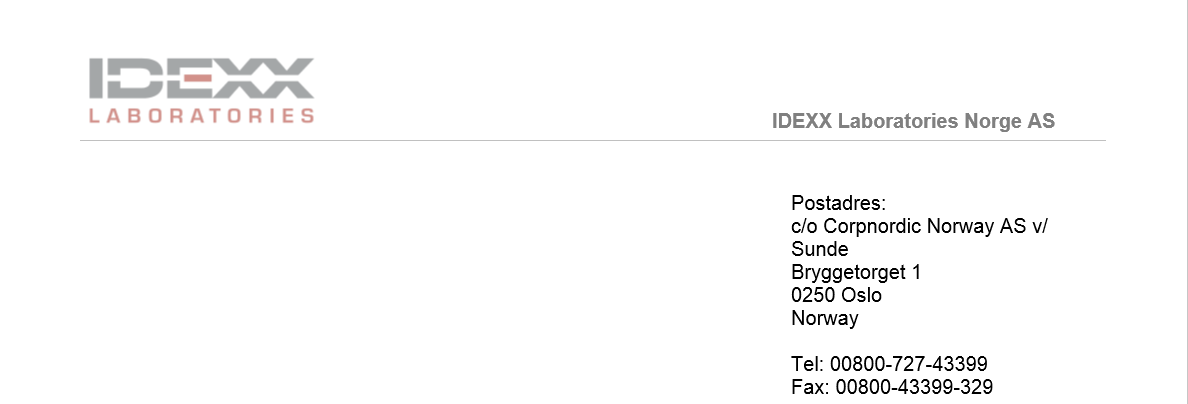 IDEXX
LABORATORIES
IDEXX Laboratories Norge AS
Postadres:
c/o Corpnordic Norway AS v/
Sunde
Bryggetorget 1
0250 Oslo
Norway
Tel: 00800-727-43399
Fax: 00800-43399-329